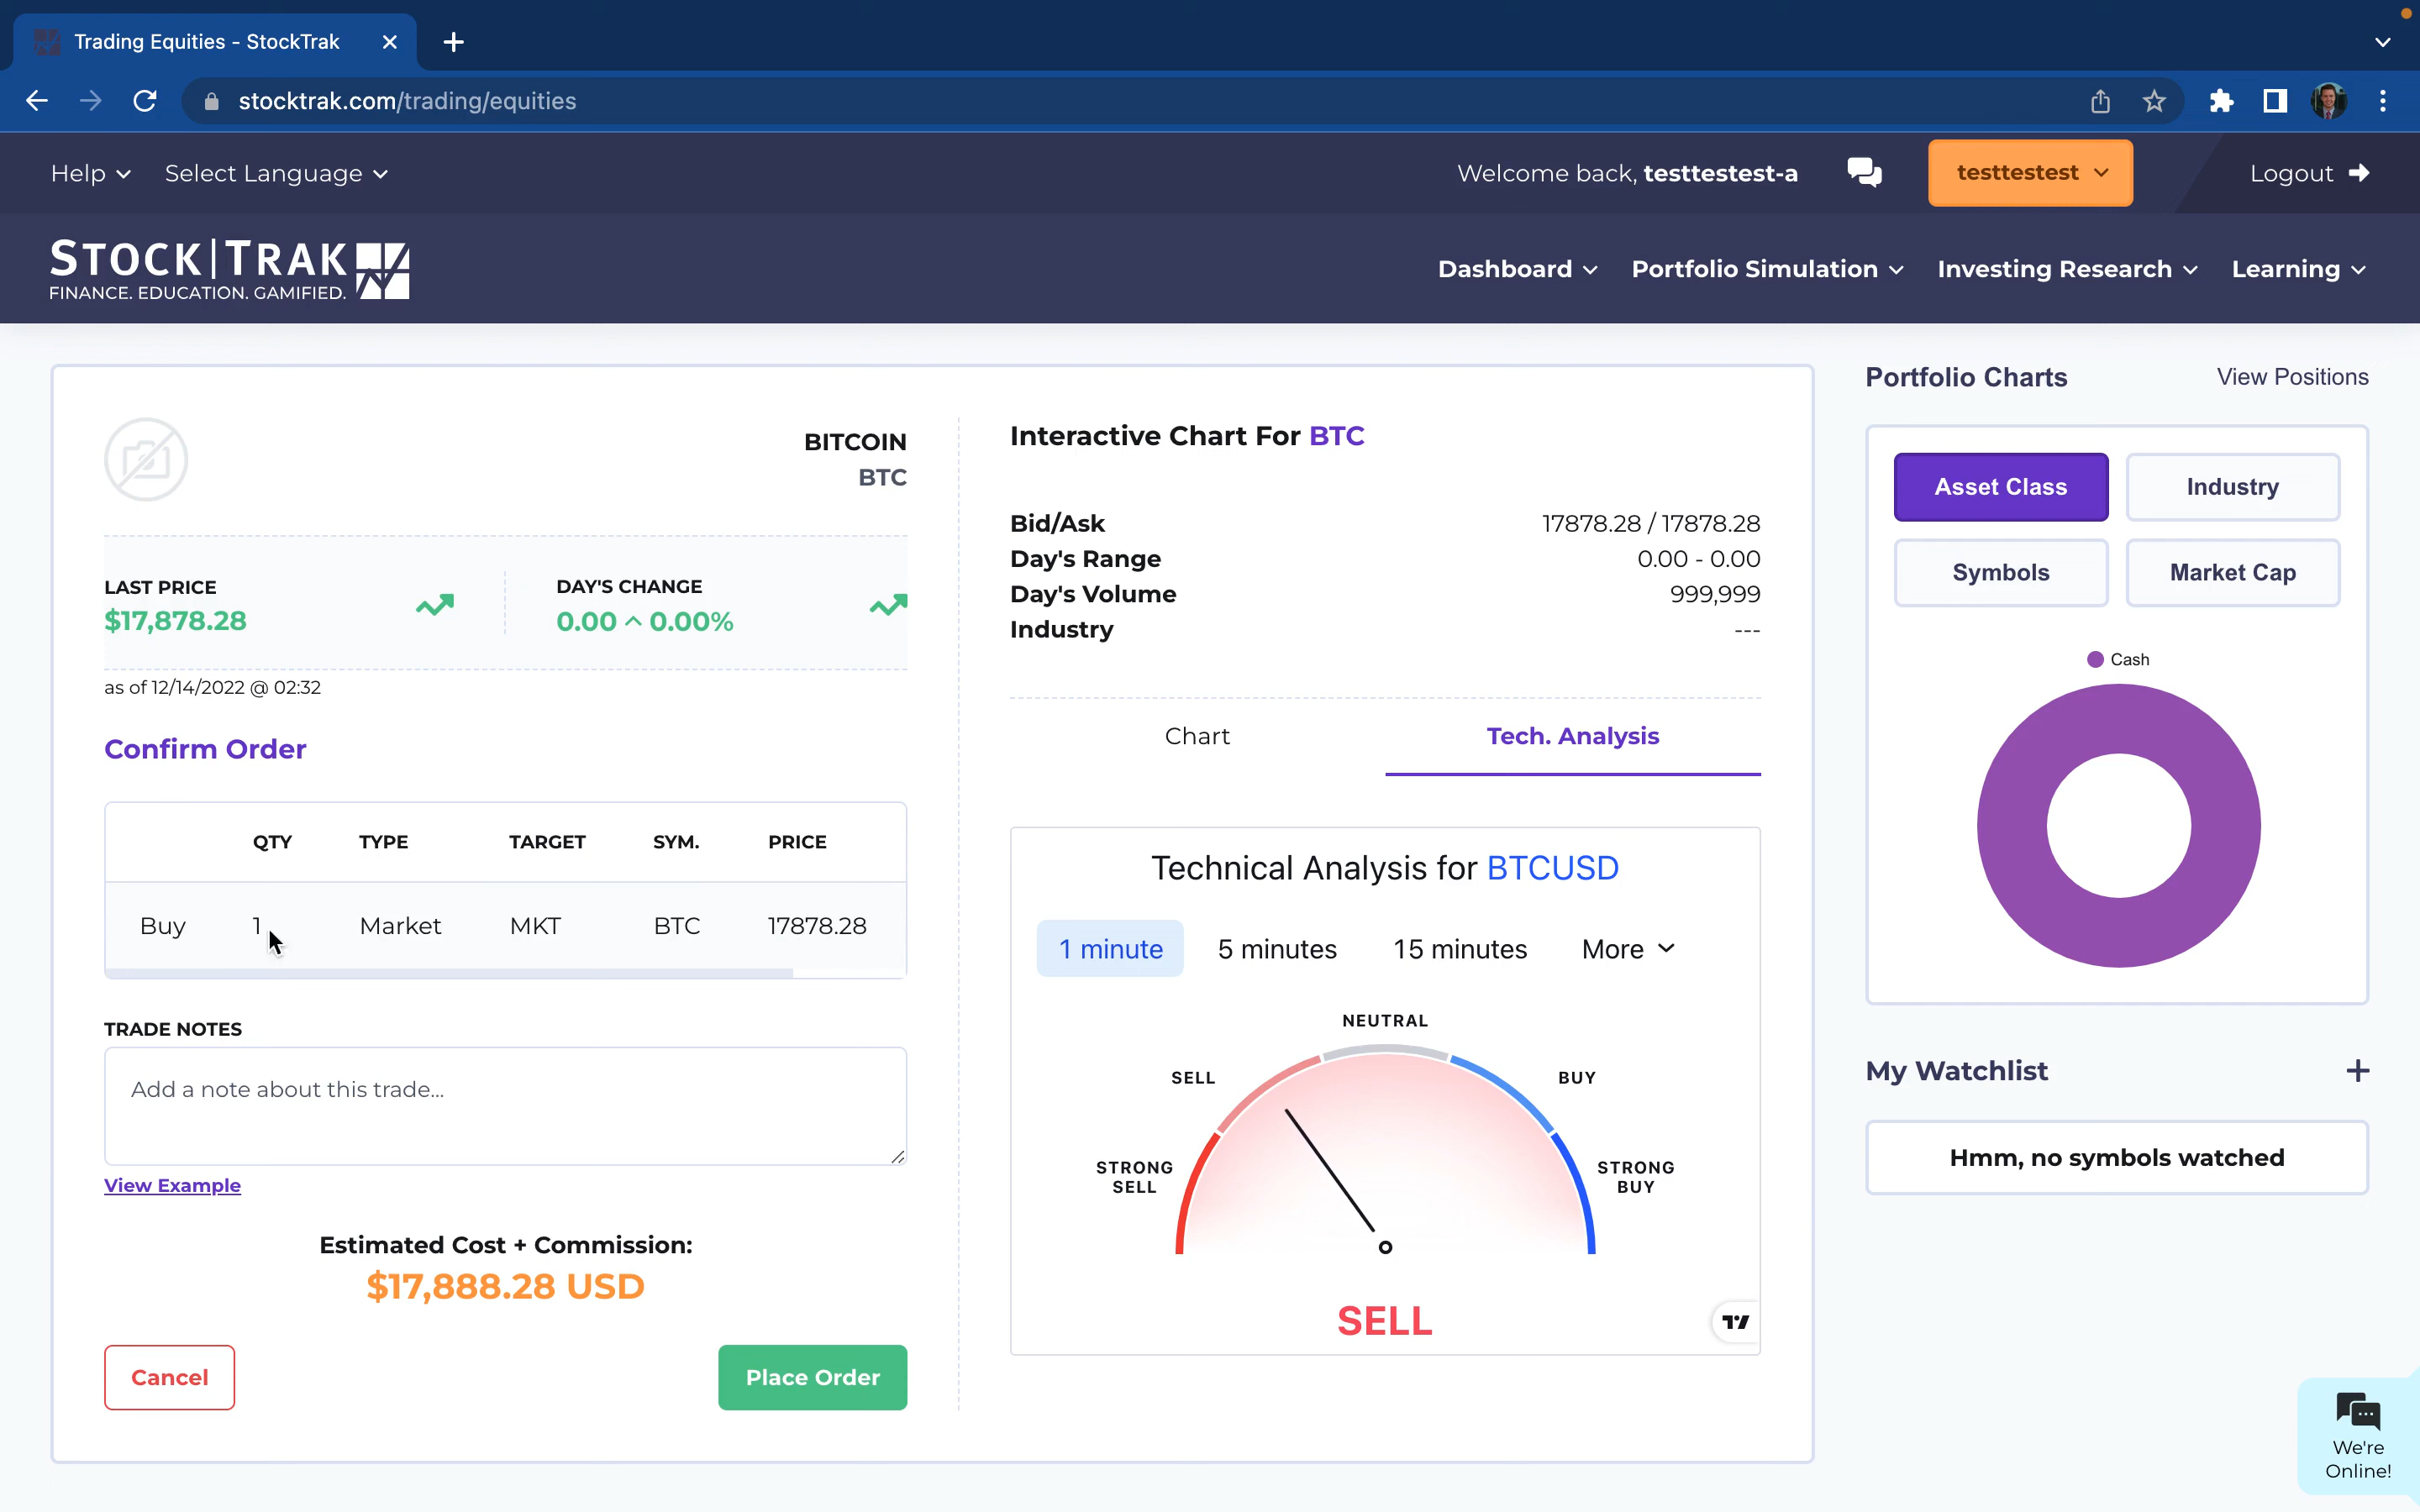 Trading Equities - StockTrak
stocktrak.com/trading/equities
Help
Select Language
Welcome back, testtestest-a
testtestest
Logout
STOCK|TRAK
FINANCE. EDUCATION. GAMIFIED.
Dashboard
Portfolio Simulation
Investing Research
Learning
BITCOIN
BTC
LAST PRICE
$17,878.28
DAY'S CHANGE
0.00 ^ 0.00%
as of 12/14/2022 @ 02:32
Confirm Order
QTY TYPE TARGET SYM. PRICE
Buy 1 Market MKT BTC 17878.28
TRADE NOTES
Add a note about this trade...
View Example
Estimated Cost + Commission:
$17,888.28 USD
Cancel
Place Order
Interactive Chart For BTC
Bid/Ask 17878.28 / 17878.28
Day's Range 0.00 - 0.00
Day's Volume 999,999
Industry ---
Chart
Tech. Analysis
Technical Analysis for BTCUSD
1 minute
5 minutes
15 minutes
More
NEUTRAL
SELL
BUY
STRONG
SELL
STRONG
BUY
SELL
Portfolio Charts
View Positions
Asset Class
Industry
Symbols
Market Cap
Cash
My Watchlist
+
Hmm, no symbols watched
We're
Online!